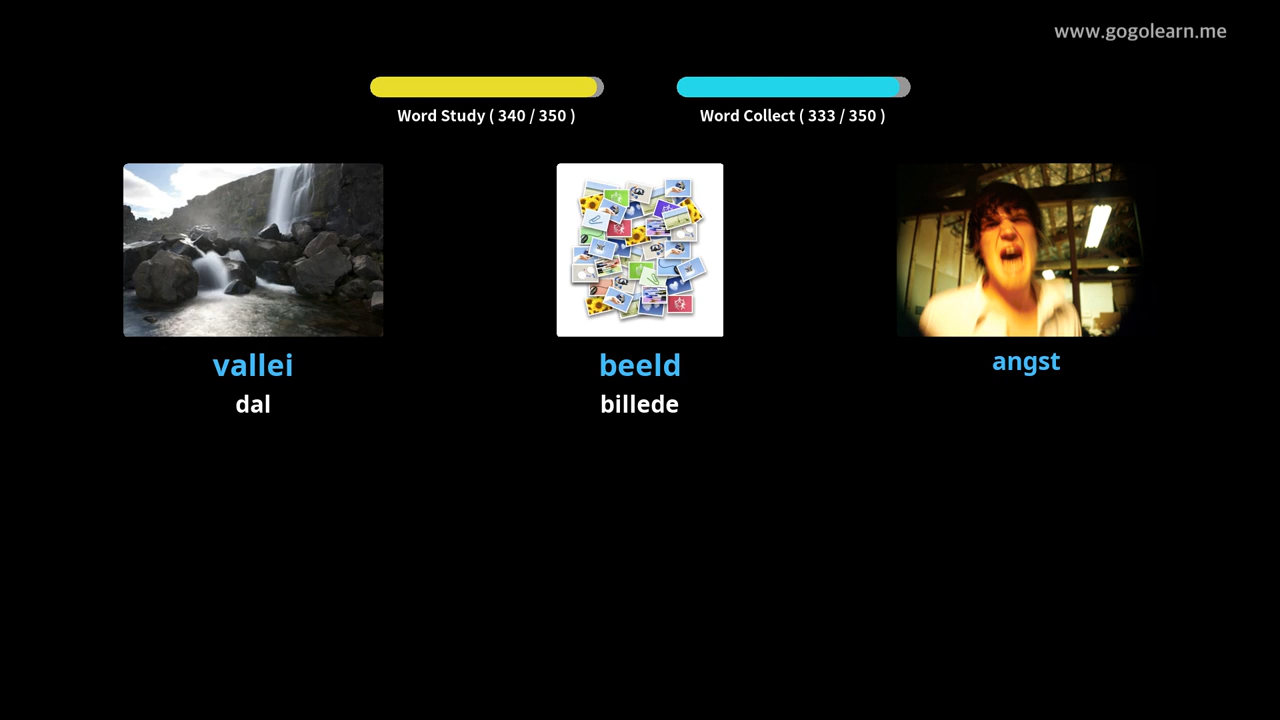 www.gogolearn.me
Word Study ( 340 / 350 )
Word Collect ( 333 / 350 )
vallei
beeld
angst
dal
billede